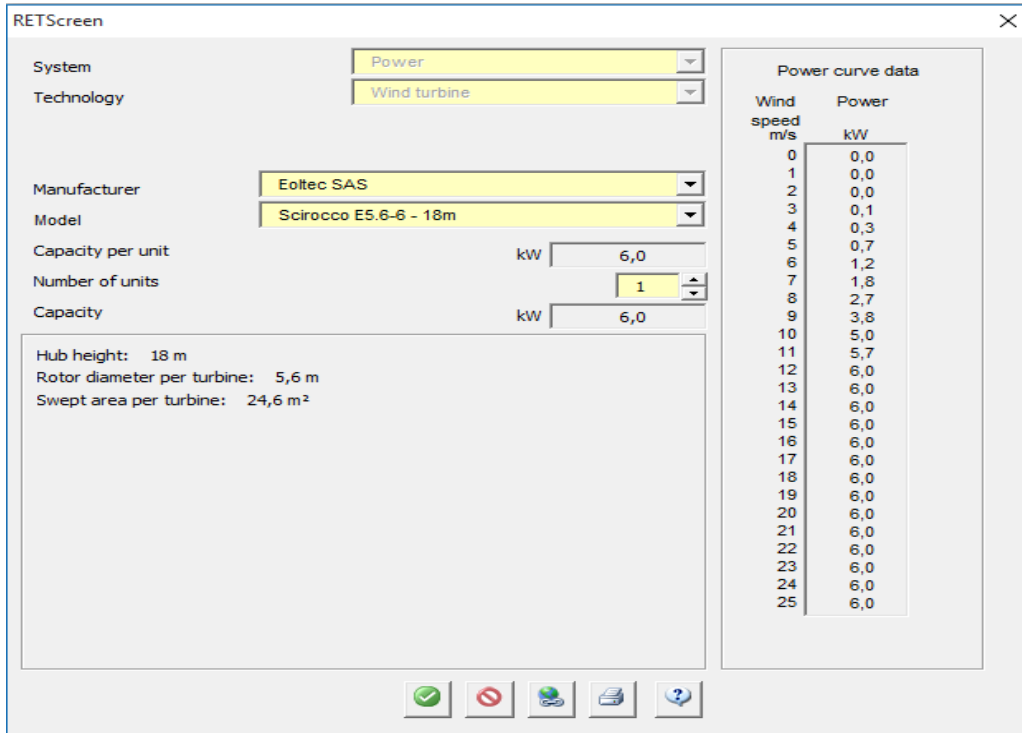 RETScreen
System Power
Technology Wind turbine
Manufacturer Eoltec SAS
Model Scirocco E5.6-6 - 18m
Capacity per unit kW 6,0
Number of units 1
Capacity kW 6,0
Hub height: 18 m
Rotor diameter per turbine: 5,6 m
Swept area per turbine: 24,6 m²
Power curve data
Wind Power
speed
m/s kW
0 0,0
1 0,0
2 0,0
3 0,1
4 0,3
5 0,7
6 1,2
7 1,8
8 2,7
9 3,8
10 5,0
11 5,7
12 6,0
13 6,0
14 6,0
15 6,0
16 6,0
17 6,0
18 6,0
19 6,0
20 6,0
21 6,0
22 6,0
23 6,0
24 6,0
25 6,0